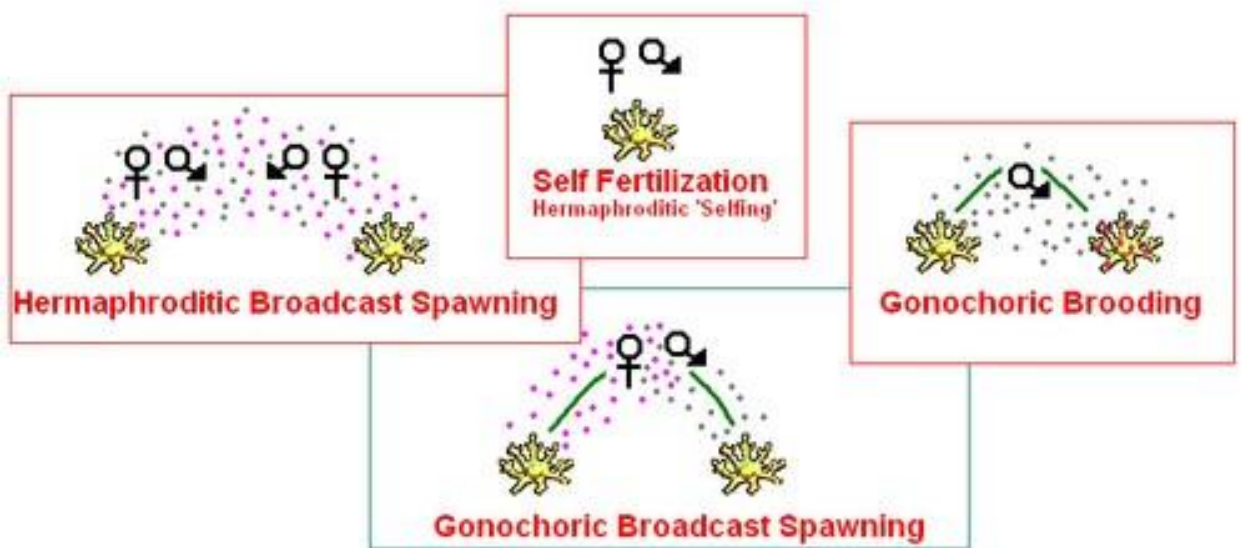 Self Fertilization
Hermaphroditic 'Selfing'
Hermaphroditic Broadcast Spawning
Gonochoric Brooding
Gonochoric Broadcast Spawning